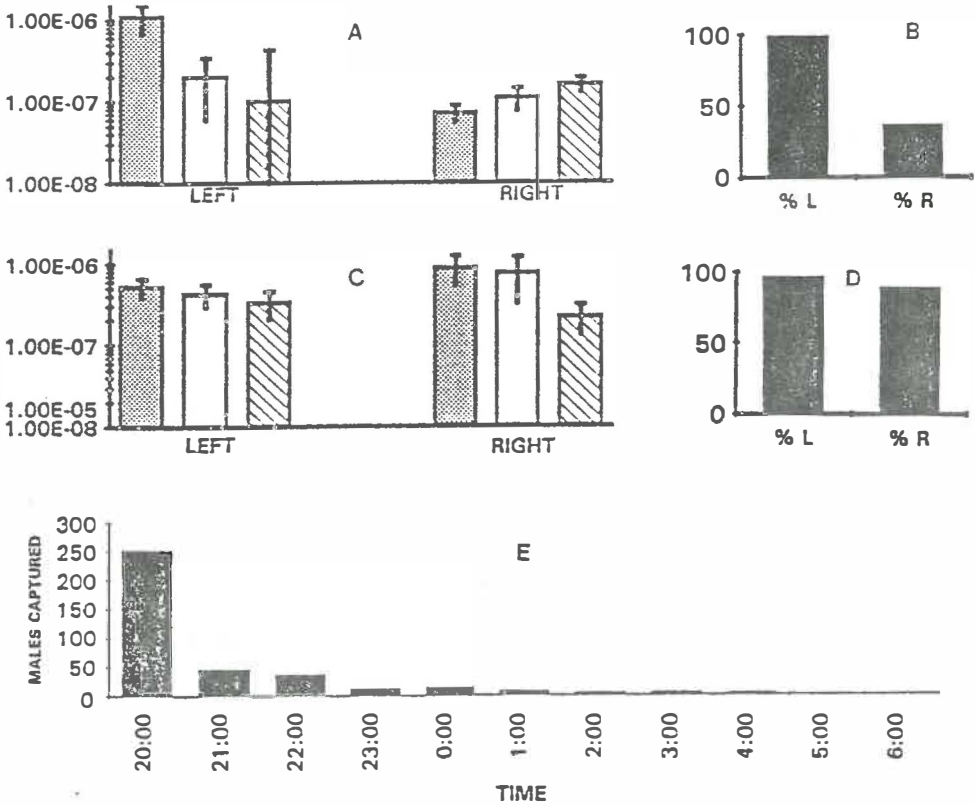 A
1.00E-06
1.00E-07
1.00E-08
LEFT
RIGHT
B
100
50
0
% L
% R
C
1.00E-06
1.00E-07
1.00E-05
1.00E-08
LEFT
RIGHT
D
100
50
0
% L
% R
E
MALES CAPTURED
300
250
200
150
100
50
0
20:00
21:00
22:00
23:00
0:00
1:00
2:00
3:00
4:00
5:00
6:00
TIME